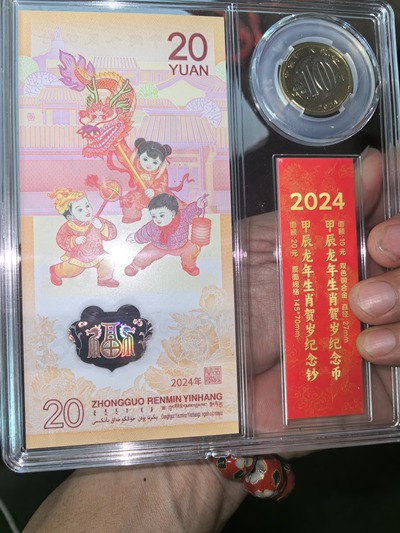 20
YUAN
福
2024年
20
ZHONGGUO RENMIN YINHANG
10
2024
甲辰龙年生肖贺岁纪念币
面额 10元 双色铜合金 直径 27mm
甲辰龙年生肖贺岁纪念钞
面额 20元 票面规格 145*70mm